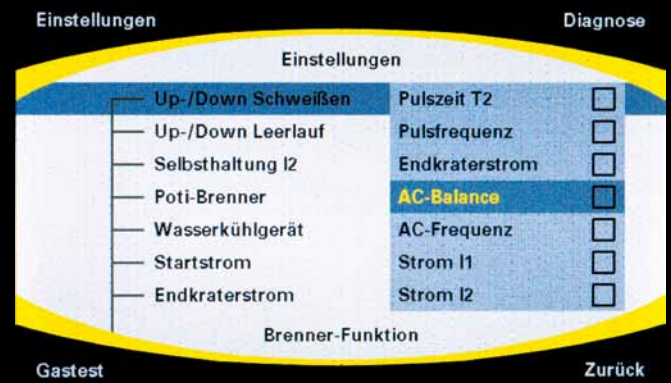 Einstellungen Diagnose
Einstellungen
Up-/Down Schweißen Pulszeit T2
Up-/Down Leerlauf Pulsfrequenz
Selbsthaltung I2 Endkraterstrom
Poti-Brenner AC-Balance
Wasserkühlgerät AC-Frequenz
Startstrom Strom I1
Endkraterstrom Strom I2
Brenner-Funktion
Gastest Zurück